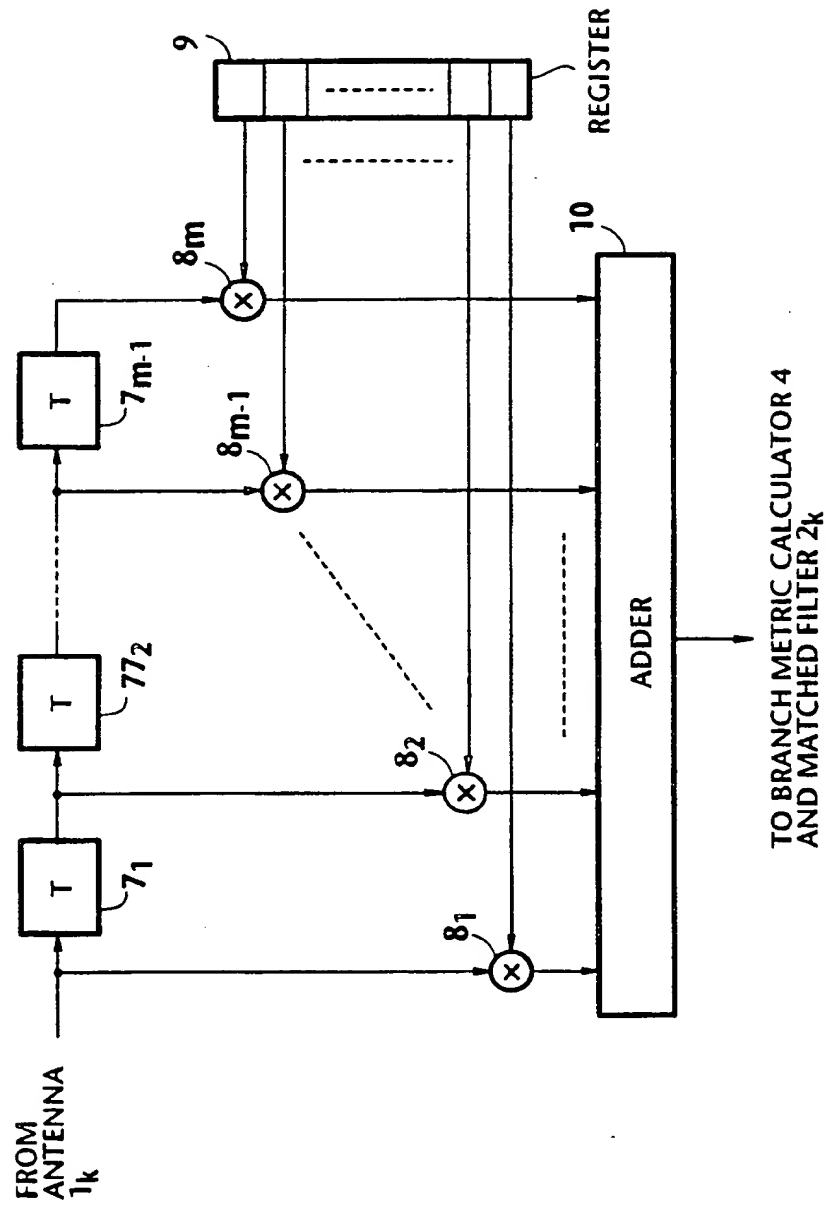 FROM
ANTENNA
1k
T
71
T
772
T
7m-1
81
82
8m-1
8m
9
REGISTER
10
ADDER
TO BRANCH METRIC CALCULATOR 4
AND MATCHED FILTER 2k